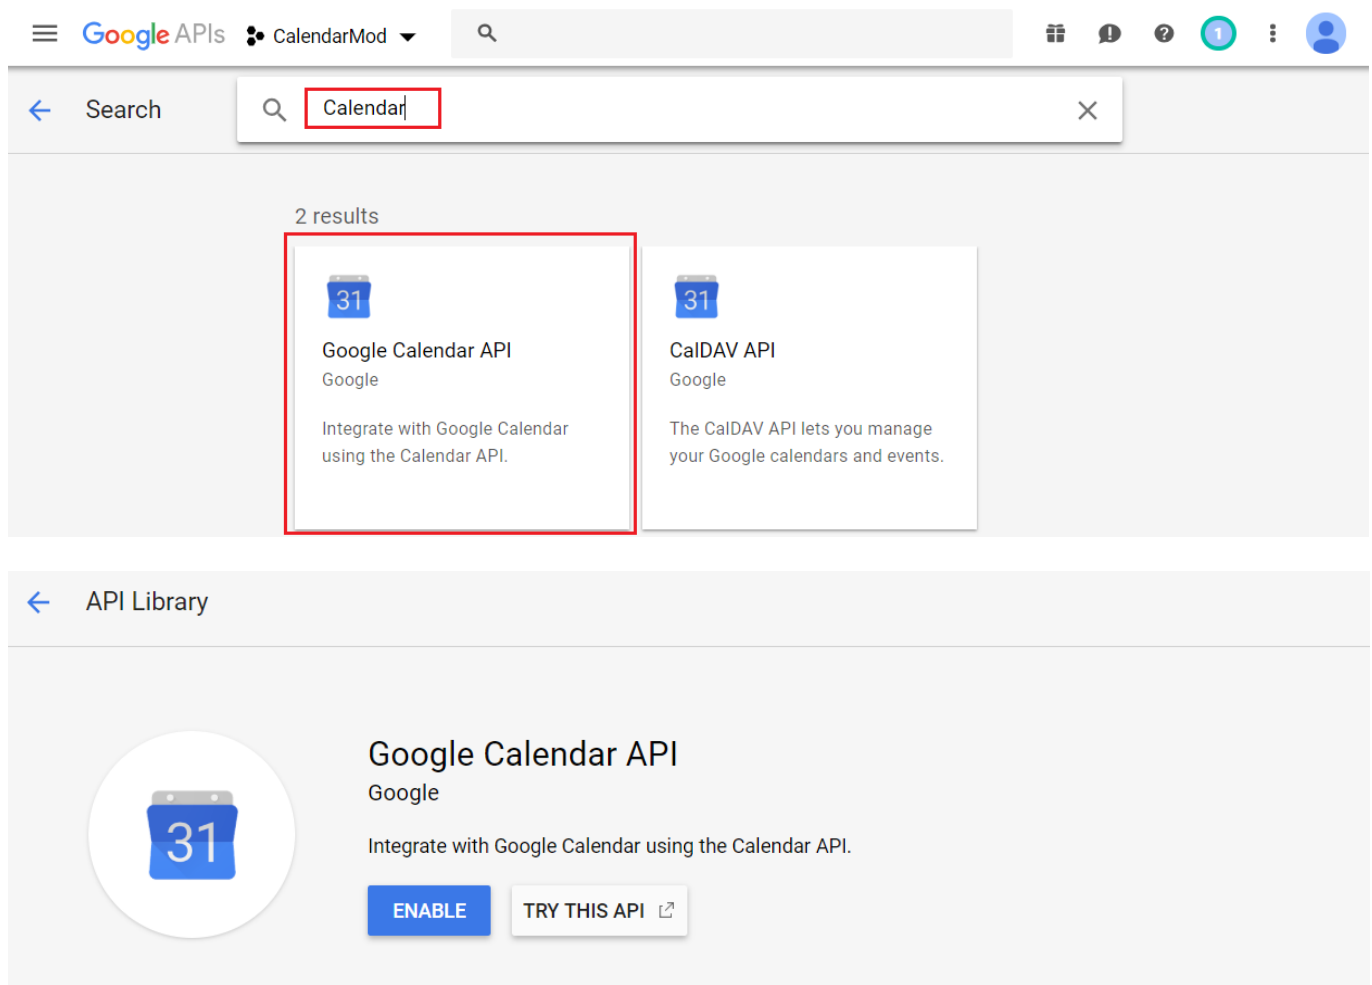 Google APIs CalendarMod 1
Search Calendar
2 results
31
Google Calendar API
Google
Integrate with Google Calendar
using the Calendar API.
31
CalDAV API
Google
The CalDAV API lets you manage
your Google calendars and events.
API Library
31
Google Calendar API
Google
Integrate with Google Calendar using the Calendar API.
ENABLE TRY THIS API